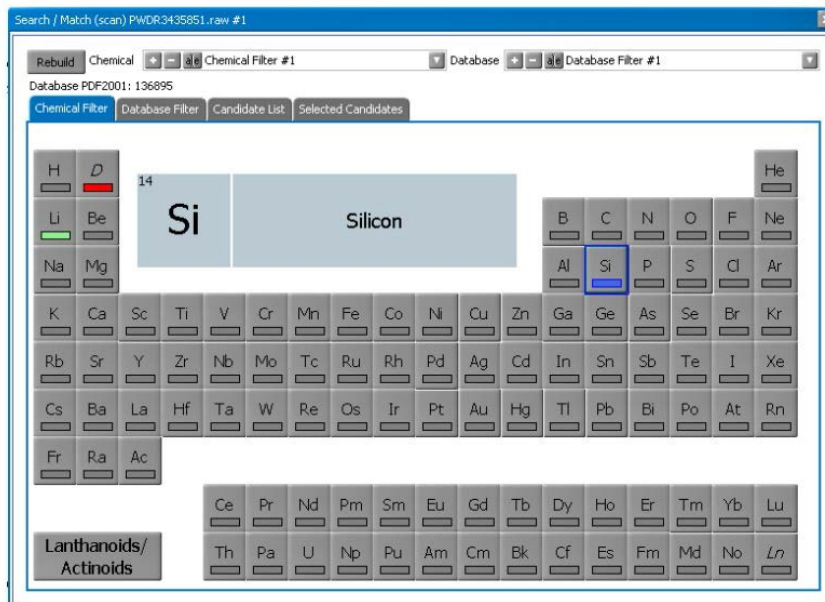 Search / Match (scan) PWDR3435851.raw #1
Rebuild Chemical + - a|e Chemical Filter #1 Database + - a|e Database Filter #1
Database PDF2001: 136895
Chemical Filter Database Filter Candidate List Selected Candidates
H D He
14
Si Silicon
Li Be B C N O F Ne
Na Mg Al Si P S Cl Ar
K Ca Sc Ti V Cr Mn Fe Co Ni Cu Zn Ga Ge As Se Br Kr
Rb Sr Y Zr Nb Mo Tc Ru Rh Pd Ag Cd In Sn Sb Te I Xe
Cs Ba La Hf Ta W Re Os Ir Pt Au Hg Tl Pb Bi Po At Rn
Fr Ra Ac
Ce Pr Nd Pm Sm Eu Gd Tb Dy Ho Er Tm Yb Lu
Lanthanoids/
Actinoids
Th Pa U Np Pu Am Cm Bk Cf Es Fm Md No Ln